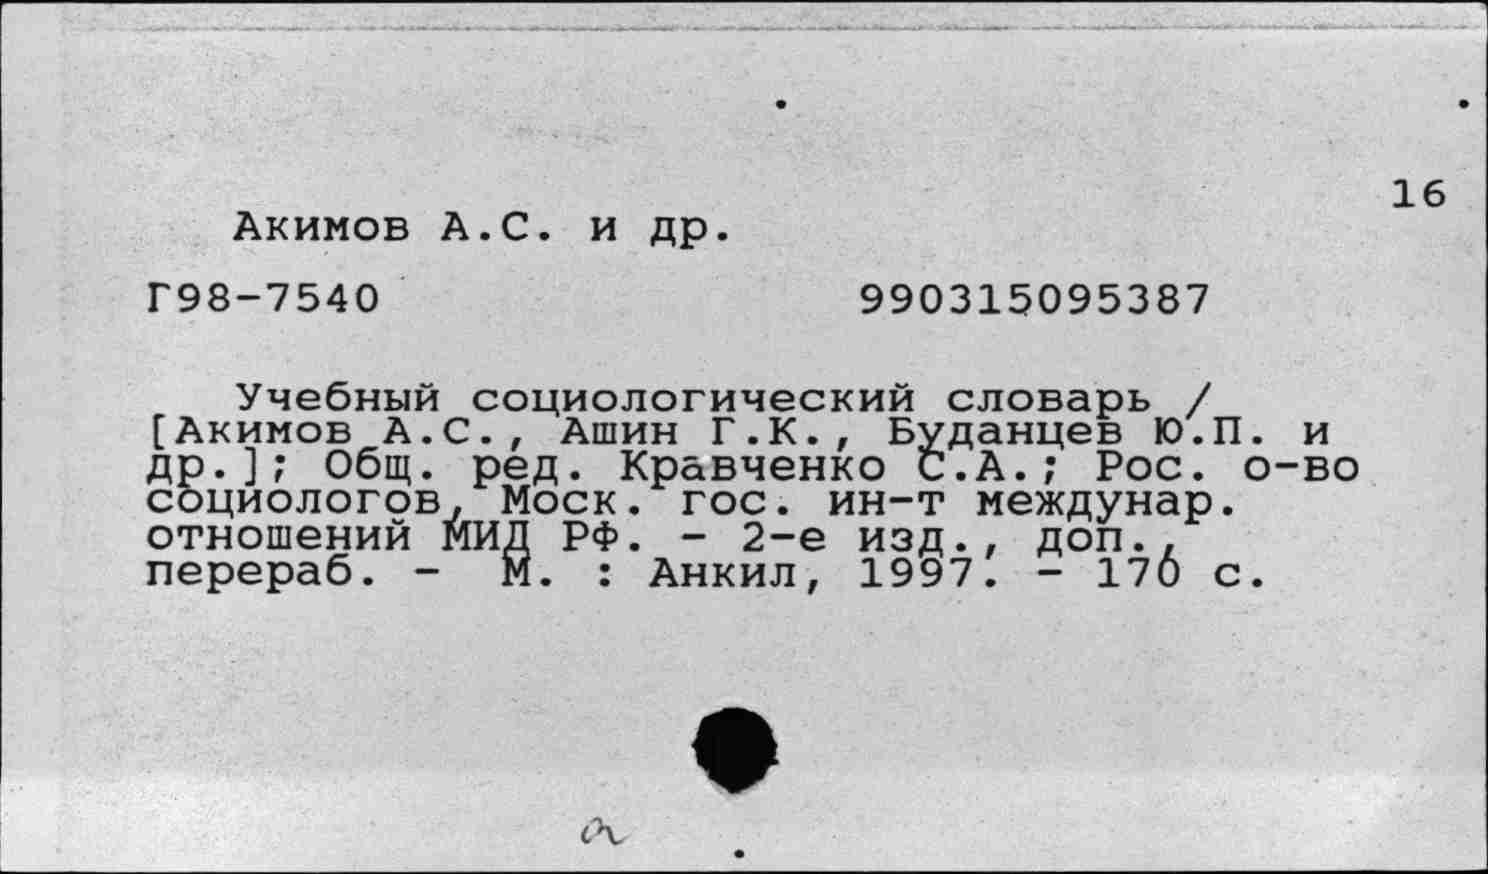 16
Акимов А.С. и др.
Г98-7540 990315095387
Учебный социологический словарь /
[Акимов А.С., Ашин Г.К., Буданцев Ю.П. и
др.]; Общ. ред. Кравченко С.А.; Рос. о-во
социологов, Моск. гос. ин-т междунар.
отношений МИД РФ. - 2-е изд., доп.,
перераб. - М. : Анкил, 1997. - 176 с.